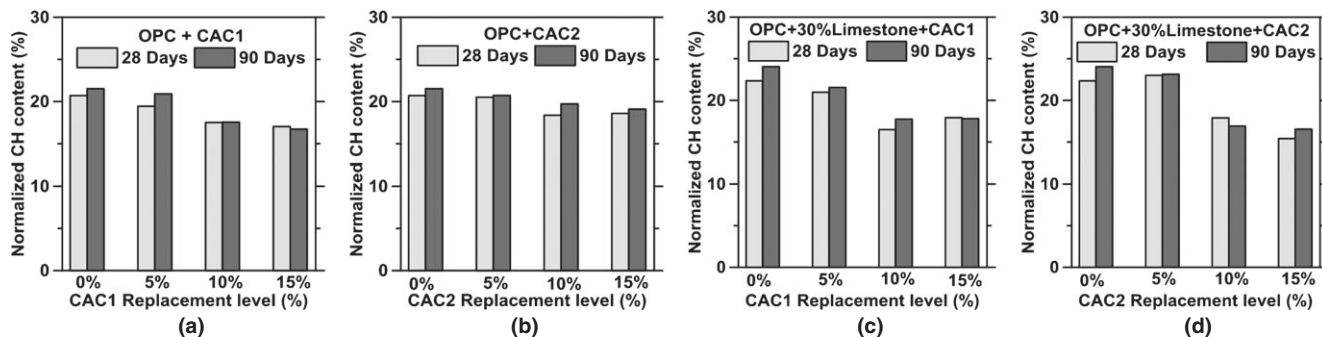 Normalized CH content (%)
30
20
10
0
OPC + CAC1
28 Days 90 Days
0% 5% 10% 15%
CAC1 Replacement level (%)
(a)
Normalized CH content (%)
30
20
10
0
OPC+CAC2
28 Days 90 Days
0% 5% 10% 15%
CAC2 Replacement level (%)
(b)
Normalized CH content (%)
30
20
10
0
OPC+30%Limestone+CAC1
28 Days 90 Days
0% 5% 10% 15%
CAC1 Replacement level (%)
(c)
Normalized CH content (%)
30
20
10
0
OPC+30%Limestone+CAC2
28 Days 90 Days
0% 5% 10% 15%
CAC2 Replacement level (%)
(d)